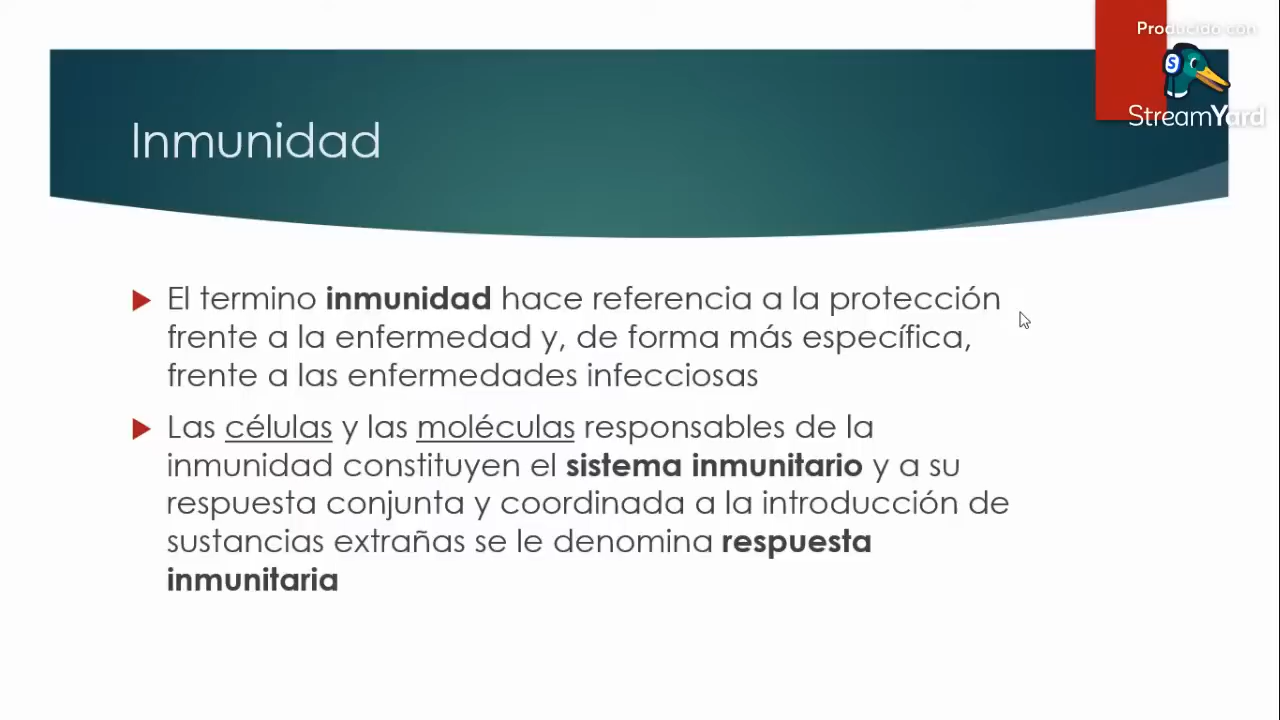 Producido con
StreamYard
Inmunidad
El termino inmunidad hace referencia a la protección
frente a la enfermedad y, de forma más específica,
frente a las enfermedades infecciosas
Las células y las moléculas responsables de la
inmunidad constituyen el sistema inmunitario y a su
respuesta conjunta y coordinada a la introducción de
sustancias extrañas se le denomina respuesta
inmunitaria